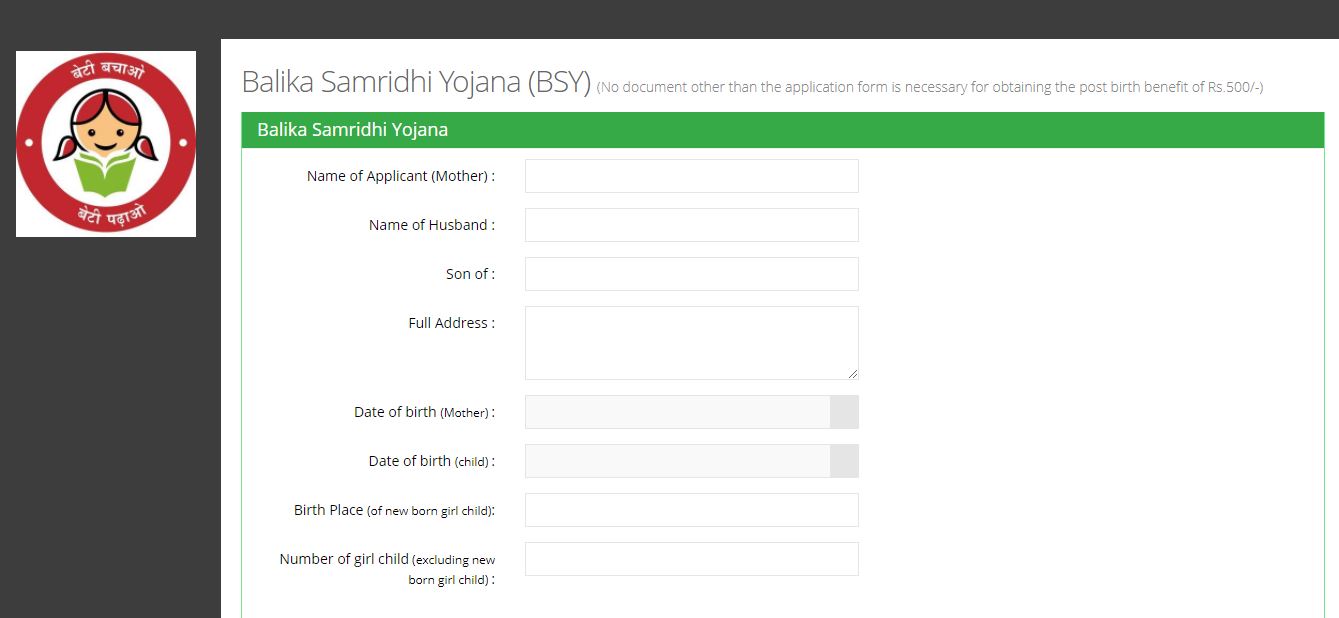 बेटी बचाओ
बेटी पढ़ाओ
Balika Samridhi Yojana (BSY) (No document other than the application form is necessary for obtaining the post birth benefit of Rs.500/-)
Balika Samridhi Yojana
Name of Applicant (Mother) :
Name of Husband :
Son of :
Full Address :
Date of birth (Mother) :
Date of birth (child) :
Birth Place (of new born girl child):
Number of girl child (excluding new
born girl child) :